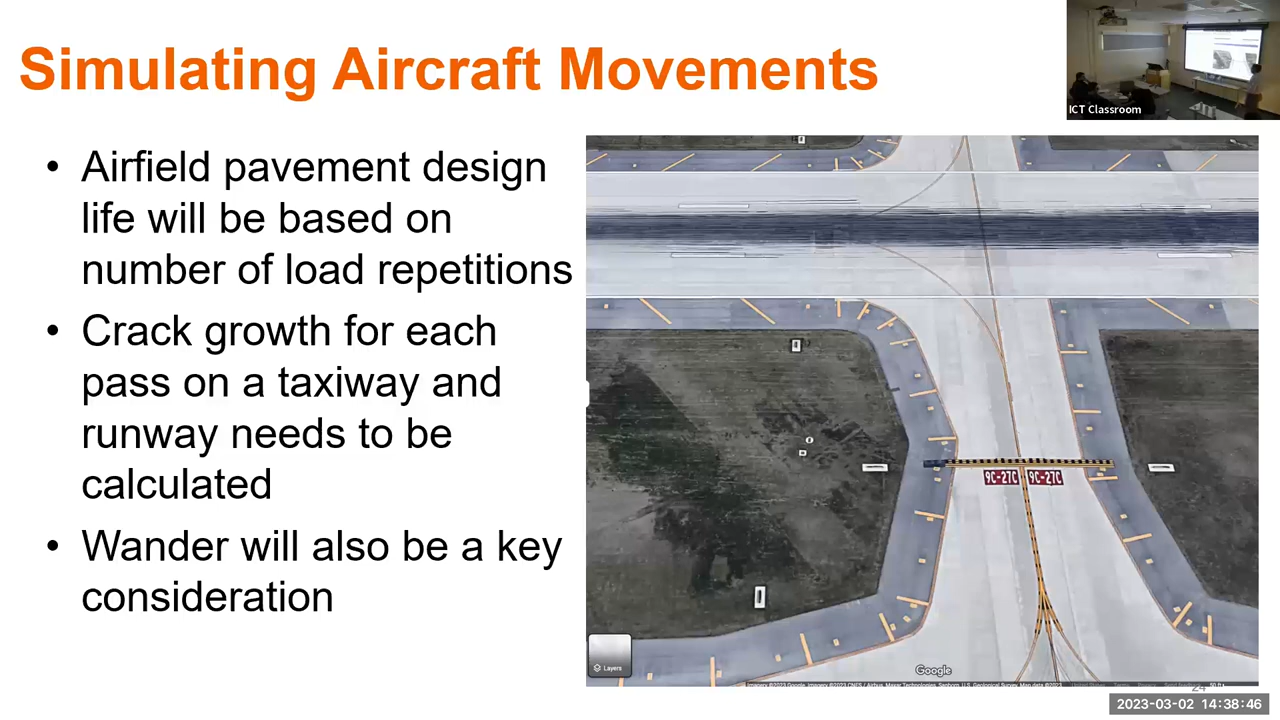 Simulating Aircraft Movements
ICT Classroom
• Airfield pavement design
life will be based on
number of load repetitions
• Crack growth for each
pass on a taxiway and
runway needs to be
calculated
• Wander will also be a key
consideration
9C-27C 9C-27C
Layers
Google
24
2023-03-02 14:38:46